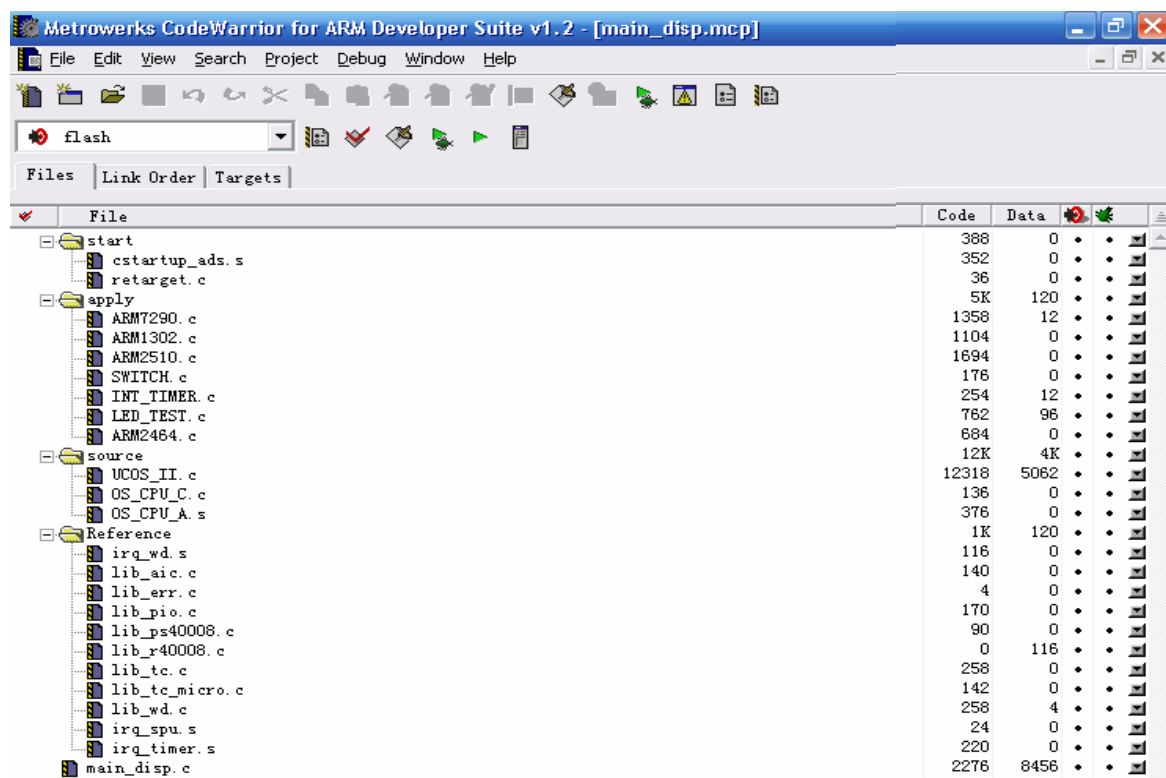 Metrowerks CodeWarrior for ARM Developer Suite v1.2 - [main_disp.mcp]
File Edit View Search Project Debug Window Help
flash
Files Link Order Targets
File Code Data
start 388 0
cstartup_ads.s 352 0
retarget.c 36 0
apply 5K 120
ARM7290.c 1358 12
ARM1302.c 1104 0
ARM2510.c 1694 0
SWITCH.c 176 0
INT_TIMER.c 254 12
LED_TEST.c 762 96
ARM2464.c 684 0
source 12K 4K
UCOS_II.c 12318 5062
OS_CPU_C.c 136 0
OS_CPU_A.s 376 0
Reference 1K 120
irq_wd.s 116 0
lib_aic.c 140 0
lib_err.c 4 0
lib_pio.c 170 0
lib_ps40008.c 90 0
lib_r40008.c 0 116
lib_tc.c 258 0
lib_tc_micro.c 142 0
lib_wd.c 258 4
irq_spu.s 24 0
irq_timer.s 220 0
main_disp.c 2276 8456